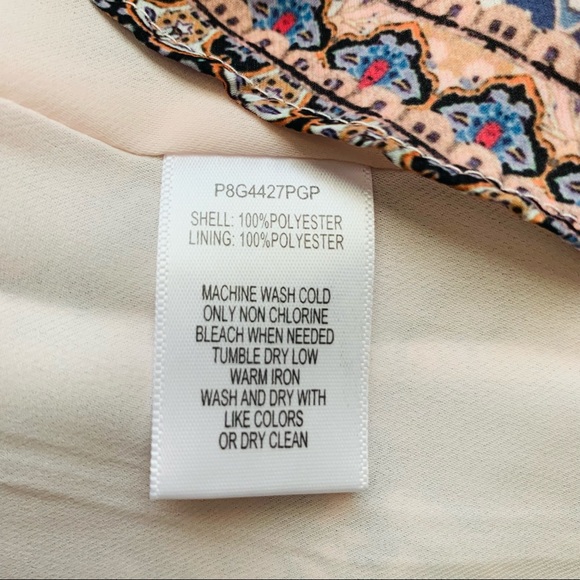 P8G4427PGP
SHELL: 100%POLYESTER
LINING: 100%POLYESTER
MACHINE WASH COLD
ONLY NON CHLORINE
BLEACH WHEN NEEDED
TUMBLE DRY LOW
WARM IRON
WASH AND DRY WITH
LIKE COLORS
OR DRY CLEAN